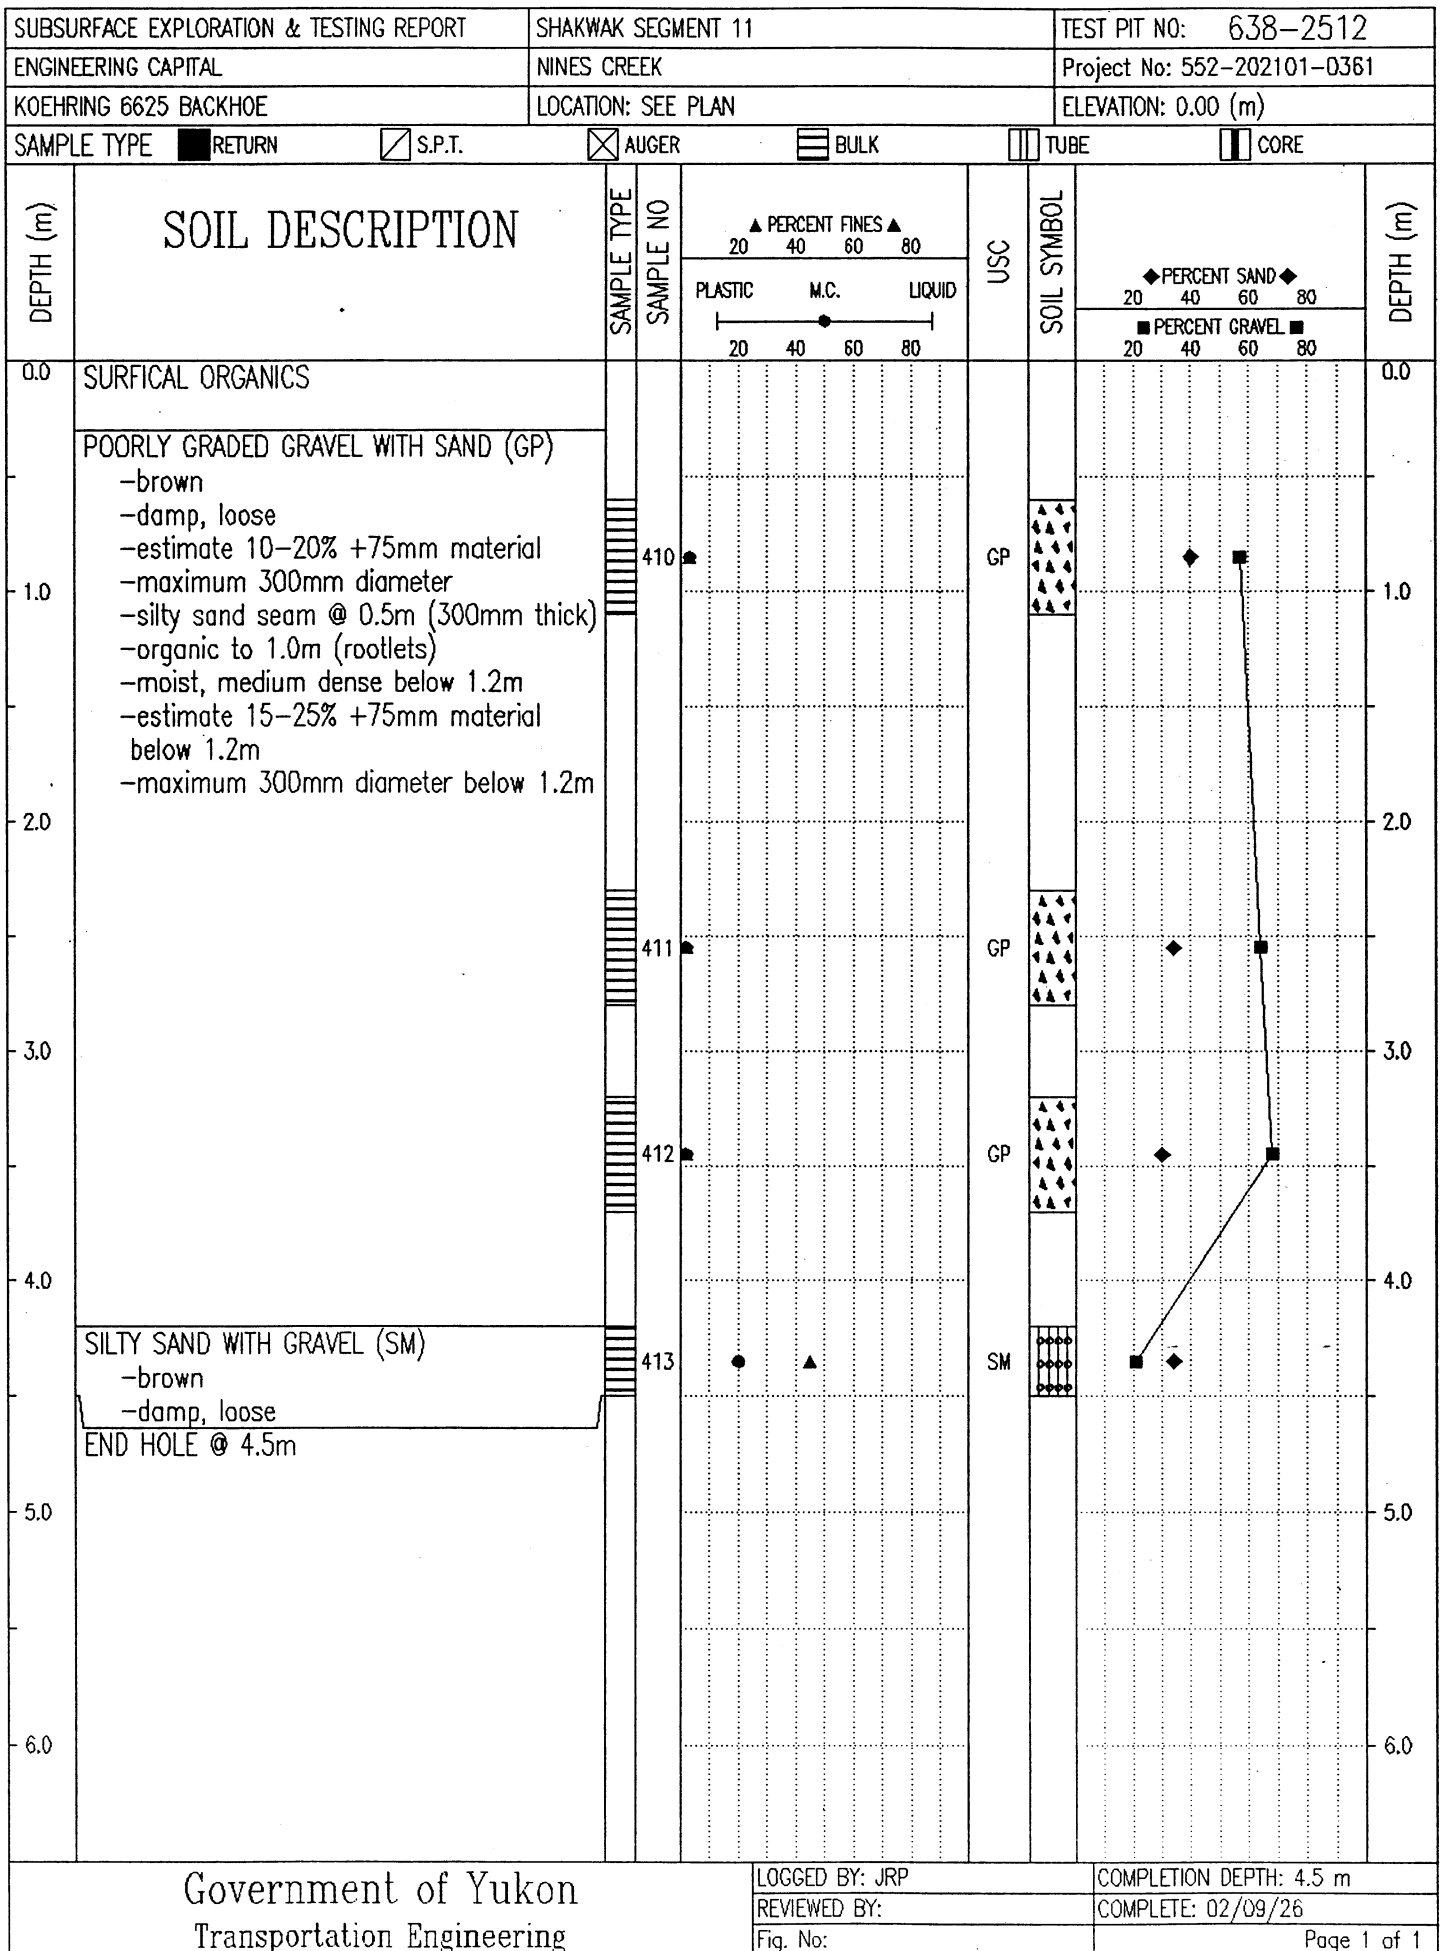 SUBSURFACE EXPLORATION & TESTING REPORT
SHAKWAK SEGMENT 11
TEST PIT NO: 638-2512
ENGINEERING CAPITAL
NINES CREEK
Project No: 552-202101-0361
KOEHRING 6625 BACKHOE
LOCATION: SEE PLAN
ELEVATION: 0.00 (m)
SAMPLE TYPE RETURN S.P.T. AUGER BULK TUBE CORE
DEPTH (m)
SOIL DESCRIPTION
SAMPLE TYPE
SAMPLE NO
▲ PERCENT FINES ▲
20 40 60 80
PLASTIC M.C. LIQUID
20 40 60 80
USC
SOIL SYMBOL
◆PERCENT SAND◆
20 40 60 80
■PERCENT GRAVEL■
20 40 60 80
DEPTH (m)
0.0
SURFICAL ORGANICS
0.0
POORLY GRADED GRAVEL WITH SAND (GP)
-brown
-damp, loose
-estimate 10-20% +75mm material
410
GP
-maximum 300mm diameter
1.0
1.0
-silty sand seam @ 0.5m (300mm thick)
-organic to 1.0m (rootlets)
-moist, medium dense below 1.2m
-estimate 15-25% +75mm material
below 1.2m
-maximum 300mm diameter below 1.2m
2.0
2.0
411
GP
3.0
3.0
412
GP
4.0
4.0
SILTY SAND WITH GRAVEL (SM)
413
SM
-brown
-damp, loose
END HOLE @ 4.5m
5.0
5.0
6.0
6.0
Government of Yukon
Transportation Engineering
LOGGED BY: JRP
COMPLETION DEPTH: 4.5 m
REVIEWED BY:
COMPLETE: 02/09/26
Fig. No:
Page 1 of 1